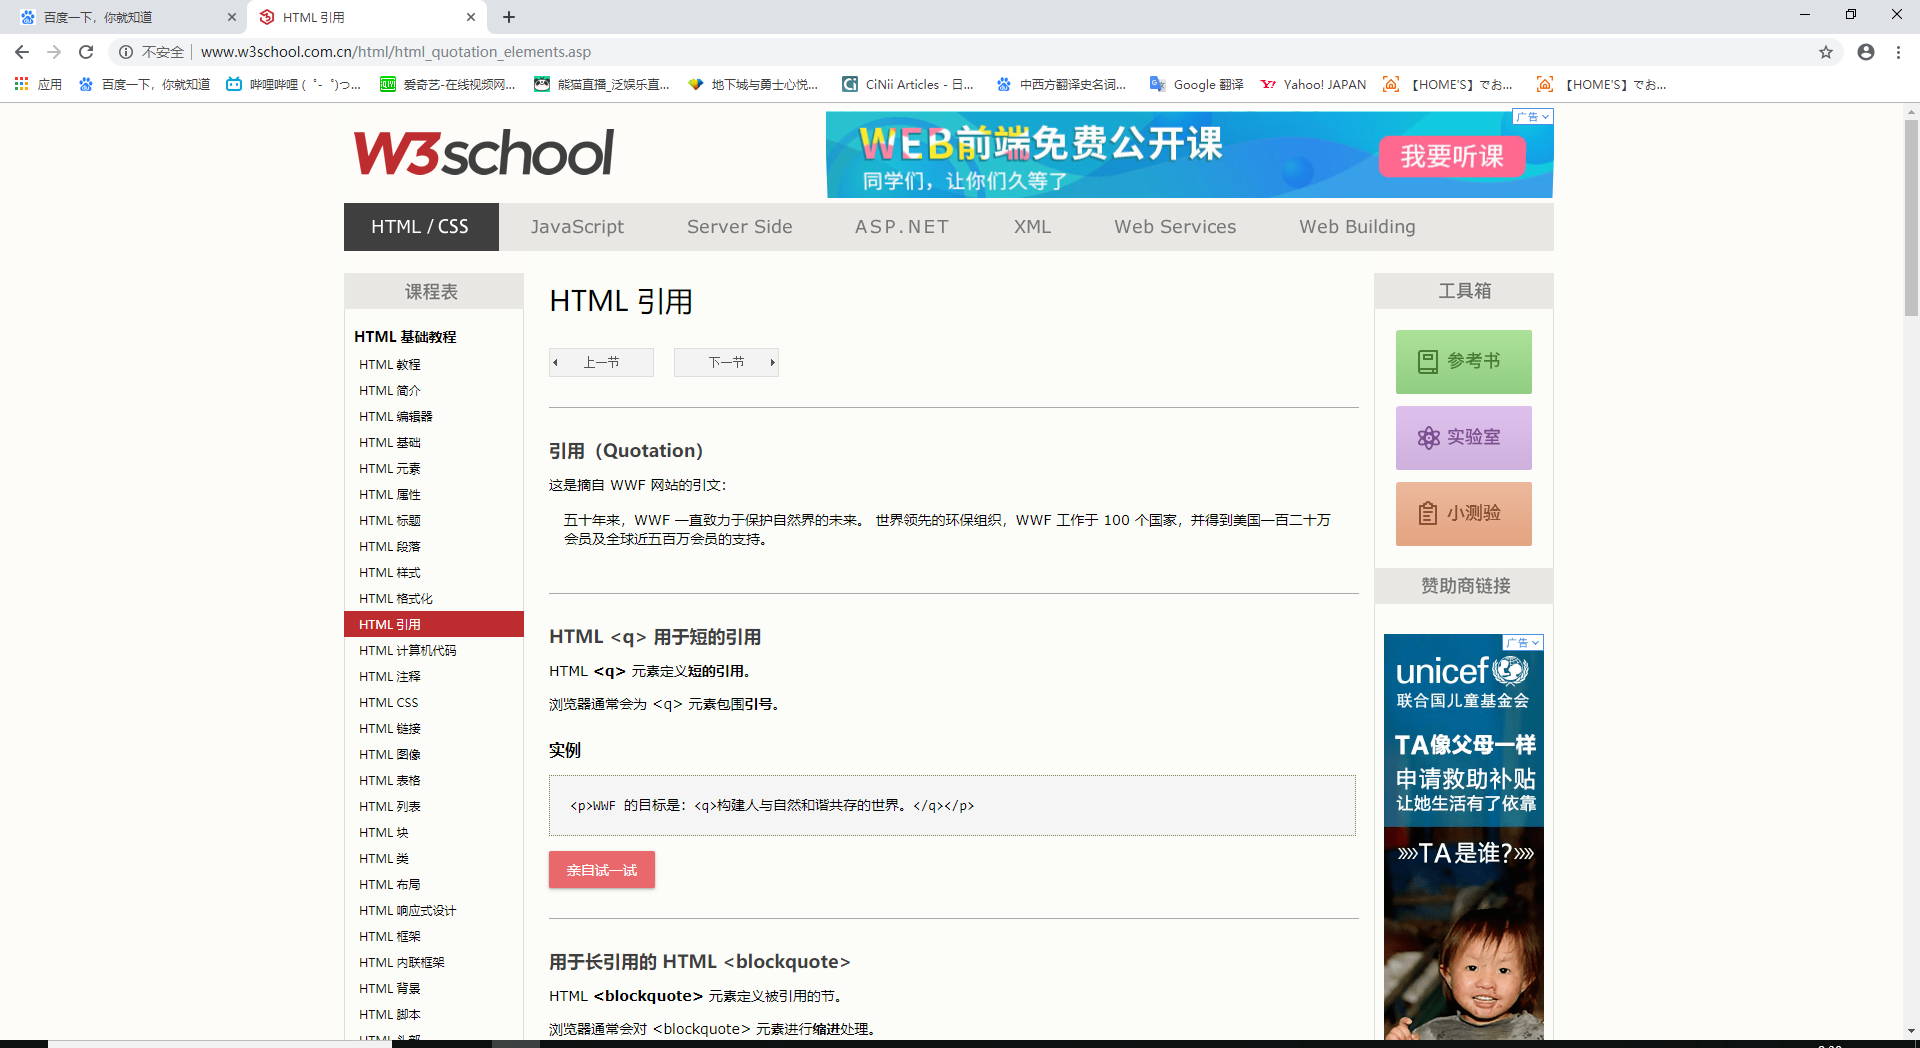 百度一下，你就知道
HTML 引用
不安全
www.w3school.com.cn/html/html_quotation_elements.asp
应用
百度一下，你就知道
哔哩哔哩 ( ゜- ゜)つ...
爱奇艺-在线视频网...
熊猫直播_泛娱乐直...
地下城与勇士心悦...
CiNii Articles - 日...
中西方翻译史名词...
Google 翻译
Yahoo! JAPAN
【HOME'S】でお...
【HOME'S】でお...
W3school
广告
WEB前端免费公开课
同学们，让你们久等了
我要听课
HTML / CSS
JavaScript
Server Side
ASP.NET
XML
Web Services
Web Building
课程表
HTML 基础教程
HTML 教程
HTML 简介
HTML 编辑器
HTML 基础
HTML 元素
HTML 属性
HTML 标题
HTML 段落
HTML 样式
HTML 格式化
HTML 引用
HTML 计算机代码
HTML 注释
HTML CSS
HTML 链接
HTML 图像
HTML 表格
HTML 列表
HTML 块
HTML 类
HTML 布局
HTML 响应式设计
HTML 框架
HTML 内联框架
HTML 背景
HTML 脚本
HTML 头部
HTML 引用
上一节
下一节
引用（Quotation）
这是摘自 WWF 网站的引文：
五十年来，WWF 一直致力于保护自然界的未来。 世界领先的环保组织，WWF 工作于 100 个国家，并得到美国一百二十万
会员及全球近五百万会员的支持。
HTML <q> 用于短的引用
HTML <q> 元素定义短的引用。
浏览器通常会为 <q> 元素包围引号。
实例
<p>WWF 的目标是：<q>构建人与自然和谐共存的世界。</q></p>
亲自试一试
用于长引用的 HTML <blockquote>
HTML <blockquote> 元素定义被引用的节。
浏览器通常会对 <blockquote> 元素进行缩进处理。
工具箱
参考书
实验室
小测验
赞助商链接
广告
unicef
联合国儿童基金会
TA像父母一样
申请救助补贴
让她生活有了依靠
TA是谁?